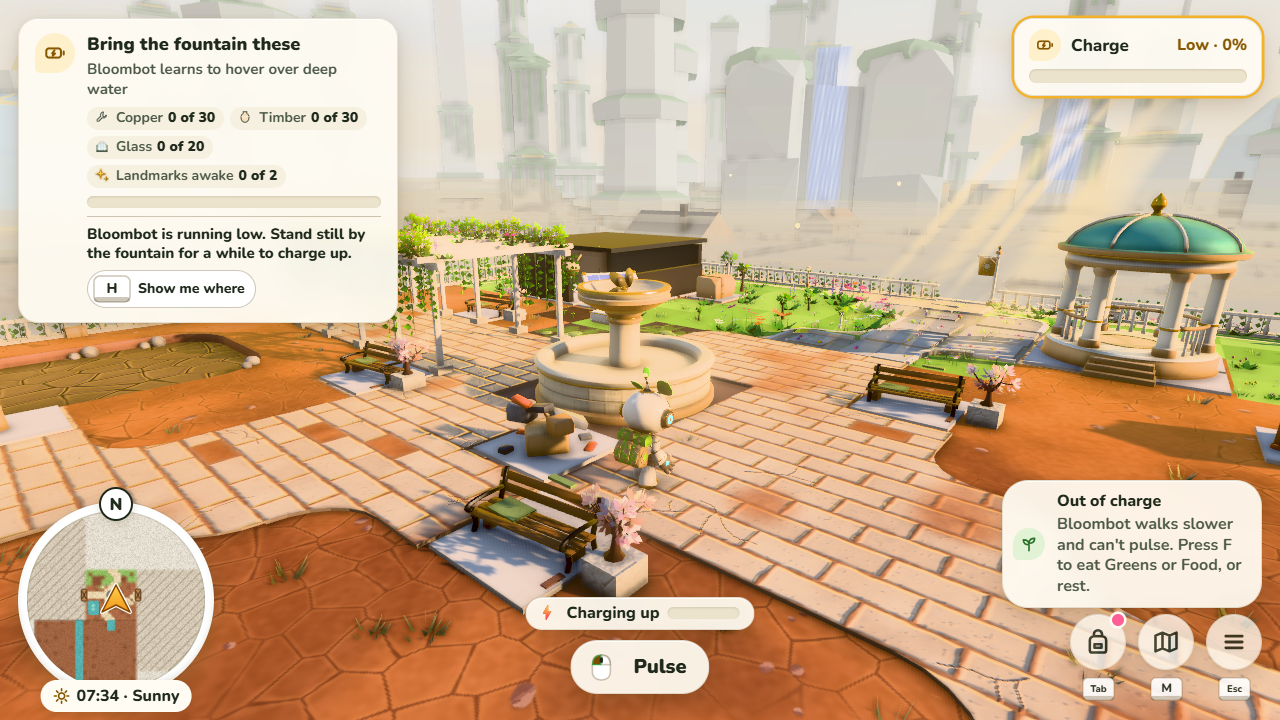 Bring the fountain these
Bloombot learns to hover over deep
water
Copper 0 of 30
Timber 0 of 30
Glass 0 of 20
Landmarks awake 0 of 2
Bloombot is running low. Stand still by
the fountain for a while to charge up.
H Show me where
Charge
Low · 0%
N
07:34 · Sunny
Charging up
Pulse
Out of charge
Bloombot walks slower
and can't pulse. Press F
to eat Greens or Food, or
rest.
Tab
M
Esc